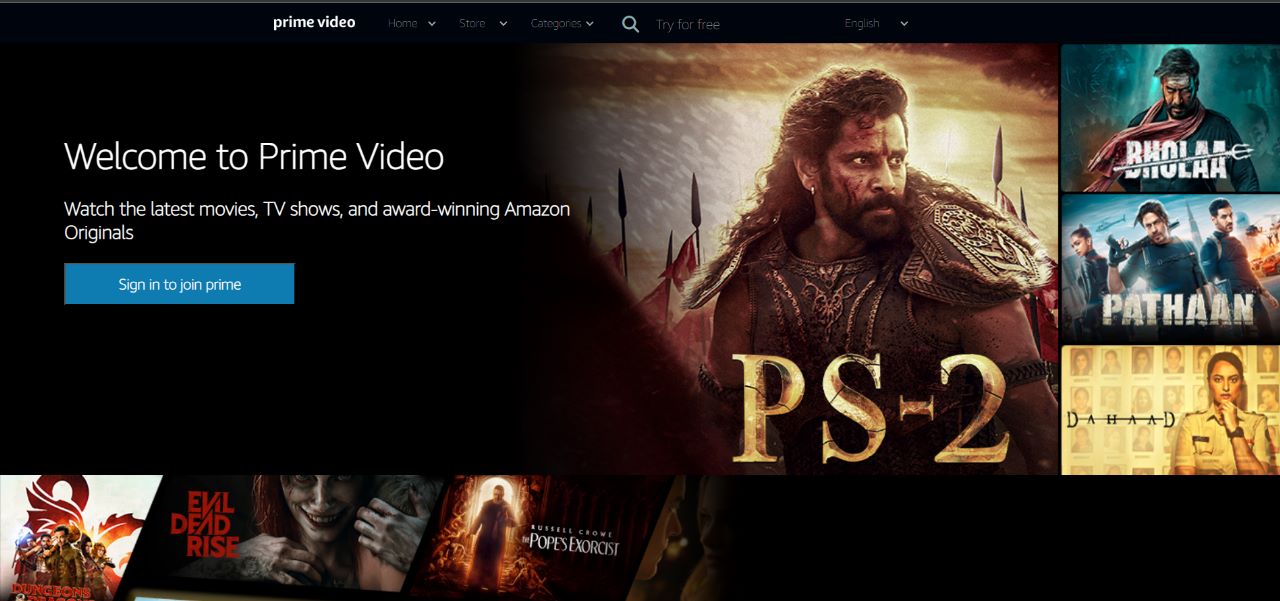 prime video
Home
Store
Categories
Try for free
English
Welcome to Prime Video
Watch the latest movies, TV shows, and award-winning Amazon
Originals
Sign in to join prime
PS-2
BHOLAA
PATHAAN
DAHAAD
DUNGEONS
EVIL
DEAD
RISE
RUSSELL CROWE
THE POPE'S EXORCIST